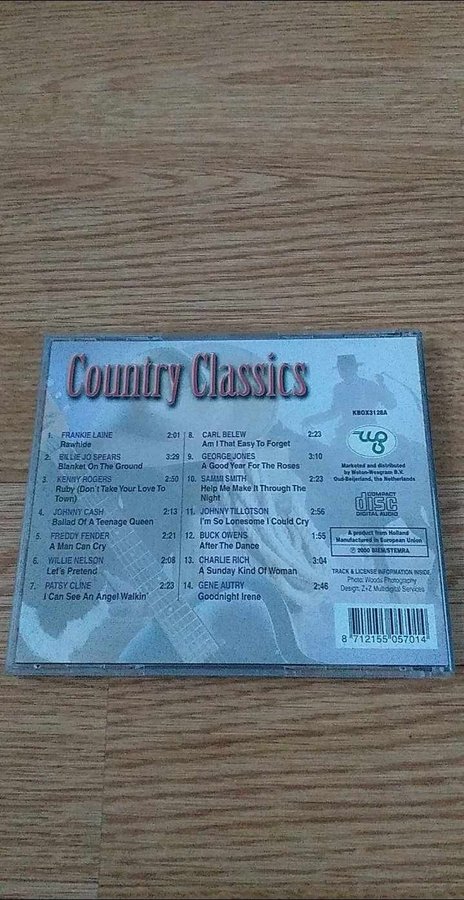 Country Classics
1. FRANKIE LAINE 2:01
Rawhide
2. BILLIE JO SPEARS 3:29
Blanket On The Ground
3. KENNY ROGERS 2:50
Ruby (Don't Take Your Love To
Town)
4. JOHNNY CASH 2:13
Ballad Of A Teenage Queen
5. FREDDY FENDER 2:21
A Man Can Cry
6. WILLIE NELSON 2:08
Let's Pretend
7. PATSY CLINE 2:23
I Can See An Angel Walkin'
8. CARL BELEW 2:23
Am I That Easy To Forget
9. GEORGE JONES 3:10
A Good Year For The Roses
10. SAMMI SMITH 2:23
Help Me Make It Through The
Night
11. JOHNNY TILLOTSON 2:56
I'm So Lonesome I Could Cry
12. BUCK OWENS 1:55
After The Dance
13. CHARLIE RICH 3:04
A Sunday Kind Of Woman
14. GENE AUTRY 2:46
Goodnight Irene
KBOX3128A
Marketed and distributed
by Weton-Wesgram B.V.
Oud-Beijerland, the Netherlands
COMPACT
disc
DIGITAL AUDIO
A product from Holland
Manufactured in European Union
℗ 2000 BIEM/STEMRA
TRACK & LICENSE INFORMATION INSIDE
Photo: Woods Photography
Design: Z+Z Multidigital Services
8 712155 057014